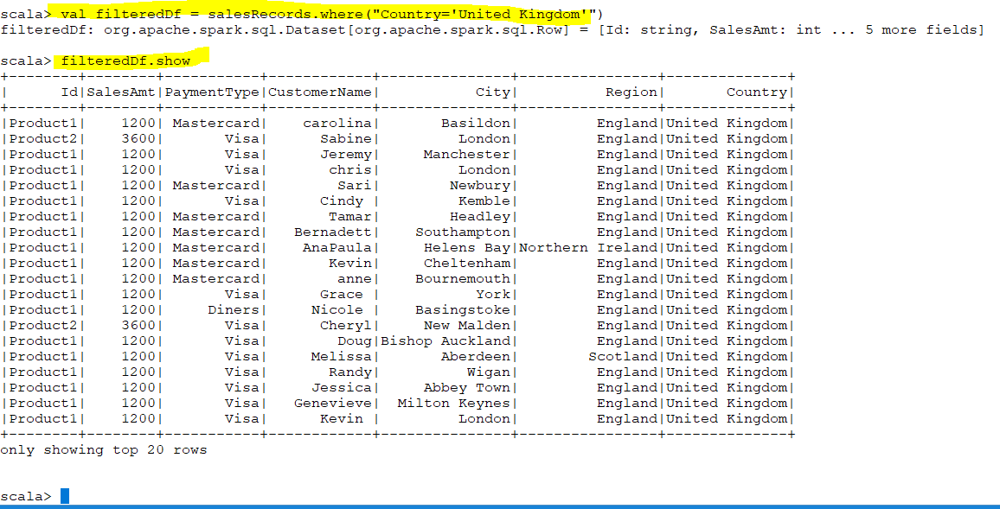 scala> val filteredDf = salesRecords.where("Country='United Kingdom'")
filteredDf: org.apache.spark.sql.Dataset[org.apache.spark.sql.Row] = [Id: string, SalesAmt: int ... 5 more fields]
scala> filteredDf.show
+--------+--------+-----------+------------+---------------+----------------+--------------+
|      Id|SalesAmt|PaymentType|CustomerName|           City|          Region|       Country|
+--------+--------+-----------+------------+---------------+----------------+--------------+
|Product1|    1200| Mastercard|    carolina|       Basildon|         England|United Kingdom|
|Product2|    3600|       Visa|      Sabine|         London|         England|United Kingdom|
|Product1|    1200|       Visa|      Jeremy|     Manchester|         England|United Kingdom|
|Product1|    1200|       Visa|       chris|         London|         England|United Kingdom|
|Product1|    1200| Mastercard|        Sari|        Newbury|         England|United Kingdom|
|Product1|    1200|       Visa|      Cindy |         Kemble|         England|United Kingdom|
|Product1|    1200| Mastercard|       Tamar|        Headley|         England|United Kingdom|
|Product1|    1200| Mastercard|   Bernadett|    Southampton|         England|United Kingdom|
|Product1|    1200| Mastercard|    AnaPaula|     Helens Bay|Northern Ireland|United Kingdom|
|Product1|    1200| Mastercard|       Kevin|     Cheltenham|         England|United Kingdom|
|Product1|    1200| Mastercard|        anne|    Bournemouth|         England|United Kingdom|
|Product1|    1200|       Visa|      Grace |           York|         England|United Kingdom|
|Product1|    1200|     Diners|     Nicole |    Basingstoke|         England|United Kingdom|
|Product2|    3600|       Visa|      Cheryl|     New Malden|         England|United Kingdom|
|Product1|    1200|       Visa|        Doug|Bishop Auckland|         England|United Kingdom|
|Product1|    1200|       Visa|     Melissa|       Aberdeen|        Scotland|United Kingdom|
|Product1|    1200|       Visa|       Randy|          Wigan|         England|United Kingdom|
|Product1|    1200|       Visa|     Jessica|     Abbey Town|         England|United Kingdom|
|Product1|    1200|       Visa|   Genevieve|  Milton Keynes|         England|United Kingdom|
|Product1|    1200|       Visa|      Kevin |         London|         England|United Kingdom|
+--------+--------+-----------+------------+---------------+----------------+--------------+
only showing top 20 rows
scala>